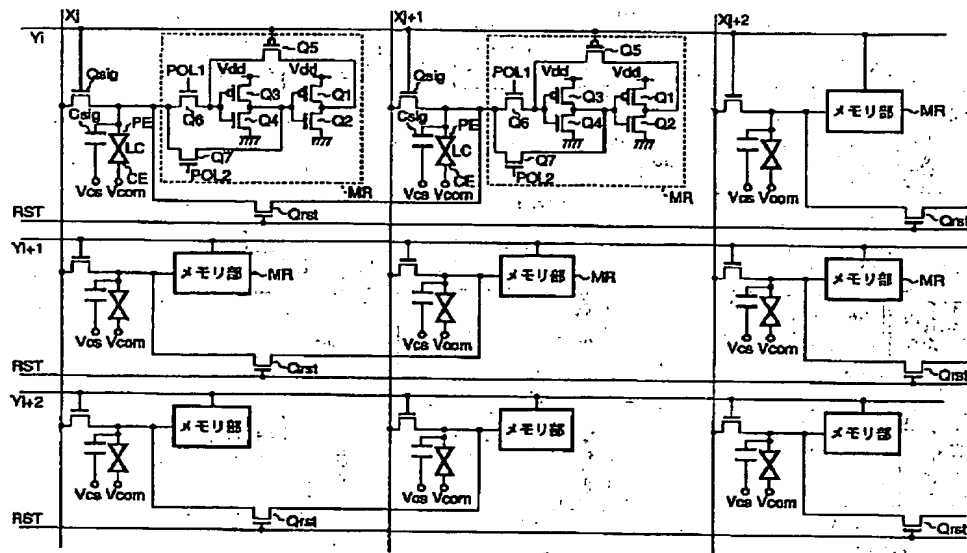 Xj Xj+1 Xj+2
Yi
Qsig POL1 Vdd Vdd Q5 Q3 Q1 Q6 Q4 Q2 Csig PE LC CE Q7 POL2 Vcs Vcom MR
Qsig POL1 Vdd Vdd Q5 Q3 Q1 Q6 Q4 Q2 Csig PE LC CE Q7 POL2 Vcs Vcom MR
メモリ部 MR Vcs Vcom
RST Qrst Qrst
Yi+1
メモリ部 MR メモリ部 MR メモリ部 MR
Vcs Vcom Vcs Vcom Vcs Vcom
RST Qrst Qrst
Yi+2
メモリ部 メモリ部 メモリ部
Vcs Vcom Vcs Vcom Vcs Vcom
RST Qrst Qrst